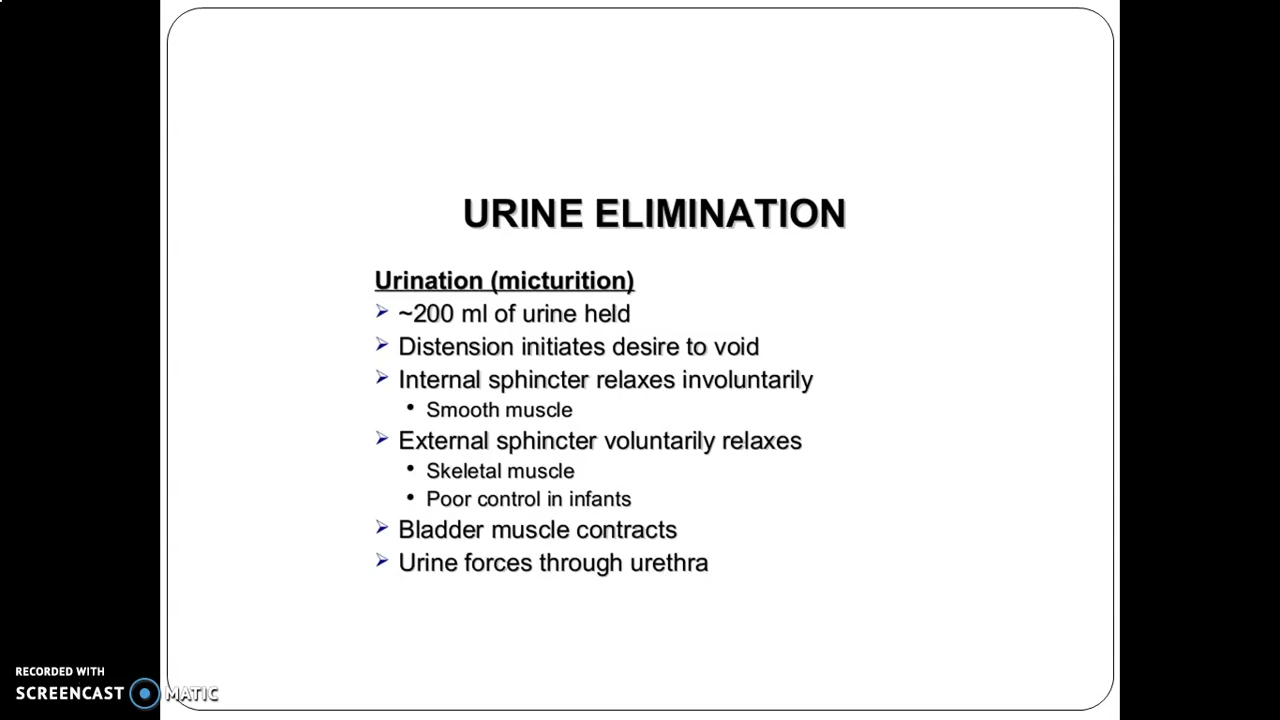 URINE ELIMINATION
Urination (micturition)
➢ ~200 ml of urine held
➢ Distension initiates desire to void
➢ Internal sphincter relaxes involuntarily
• Smooth muscle
➢ External sphincter voluntarily relaxes
• Skeletal muscle
• Poor control in infants
➢ Bladder muscle contracts
➢ Urine forces through urethra
RECORDED WITH
SCREENCAST MATIC